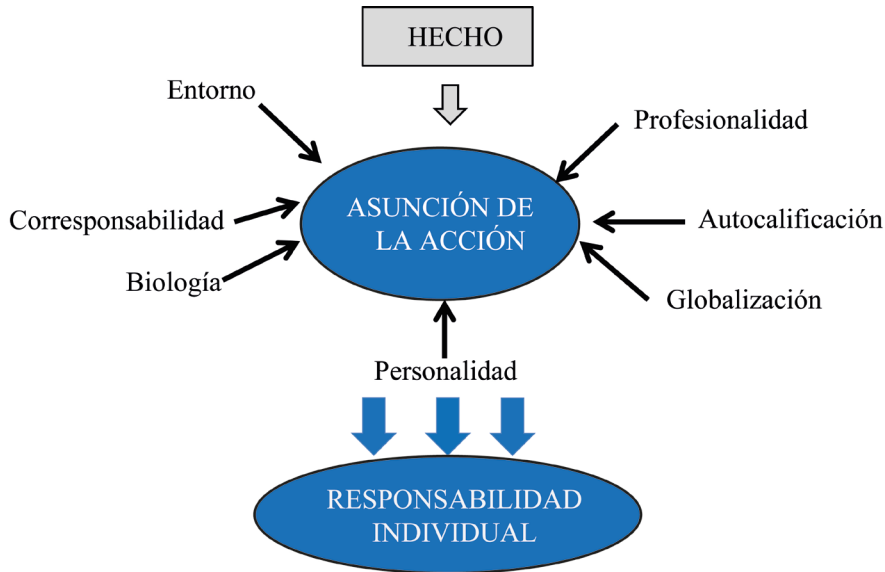 HECHO
Entorno
Profesionalidad
ASUNCIÓN DE
LA ACCIÓN
Corresponsabilidad
Autocalificación
Biología
Globalización
Personalidad
RESPONSABILIDAD
INDIVIDUAL